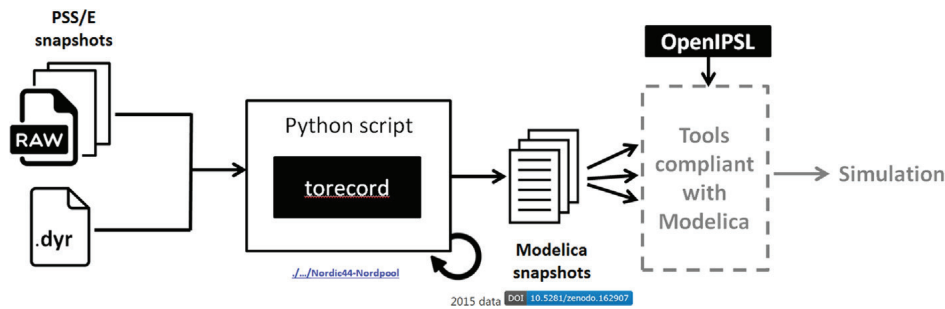 PSS/E
snapshots
RAW
.dyr
Python script
torecord
./.../Nordic44-Nordpool
Modelica
snapshots
2015 data DOI 10.5281/zenodo.162907
OpenIPSL
Tools
compliant
with
Modelica
Simulation